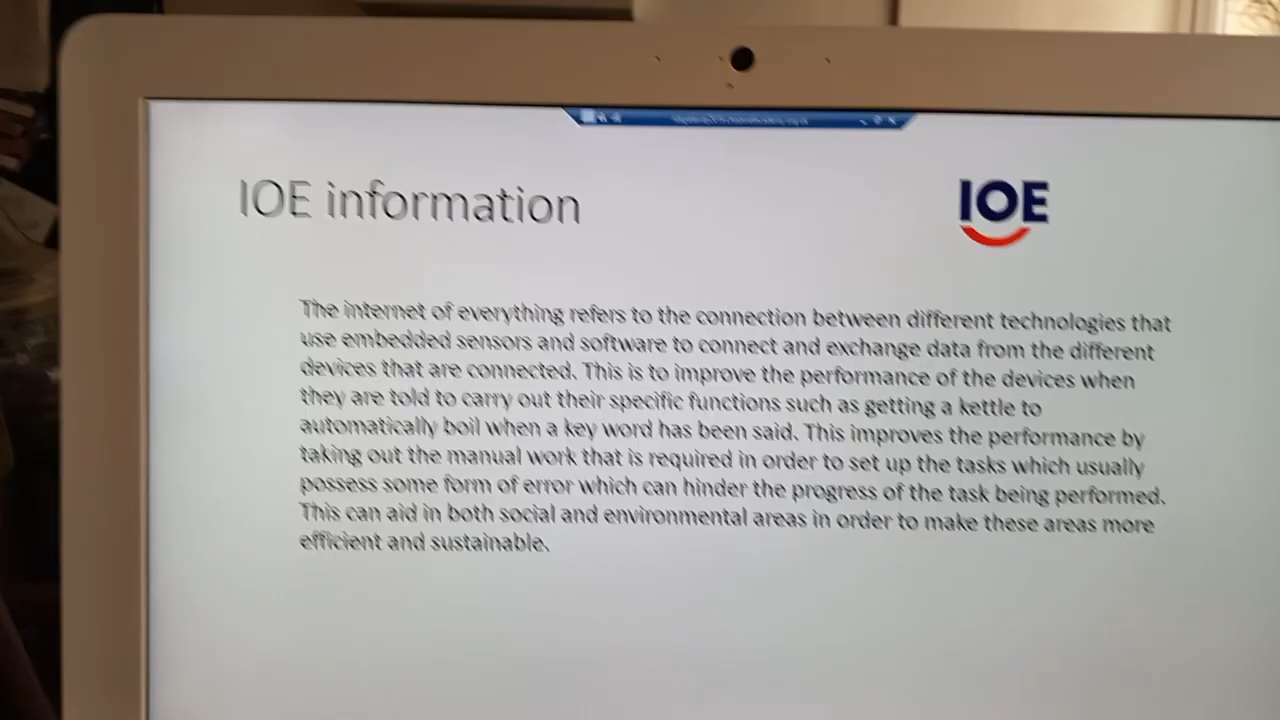 IOE information
IOE
The internet of everything refers to the connection between different technologies that
use embedded sensors and software to connect and exchange data from the different
devices that are connected. This is to improve the performance of the devices when
they are told to carry out their specific functions such as getting a kettle to
automatically boil when a key word has been said. This improves the performance by
taking out the manual work that is required in order to set up the tasks which usually
possess some form of error which can hinder the progress of the task being performed.
This can aid in both social and environmental areas in order to make these areas more
efficient and sustainable.